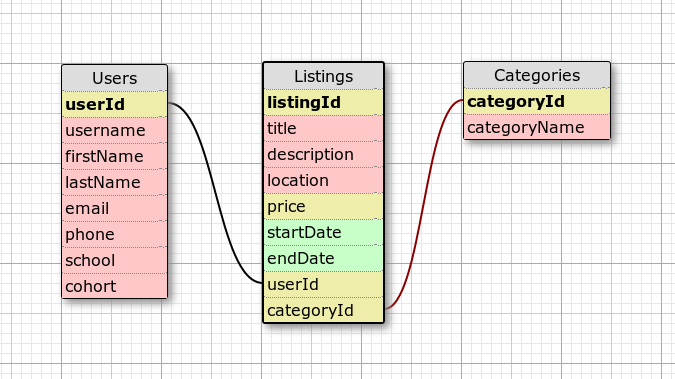 Users
userId
username
firstName
lastName
email
phone
school
cohort
Listings
listingId
title
description
location
price
startDate
endDate
userId
categoryId
Categories
categoryId
categoryName